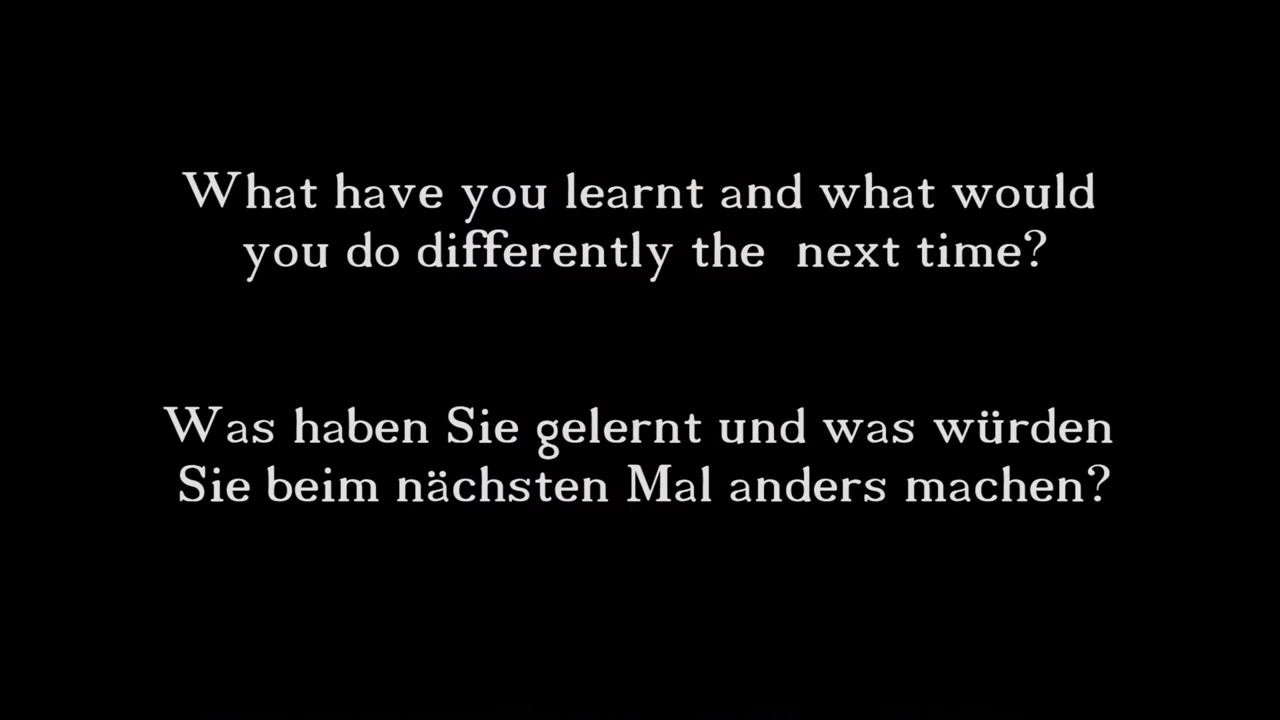 What have you learnt and what would
you do differently the  next time?
Was haben Sie gelernt und was würden
Sie beim nächsten Mal anders machen?